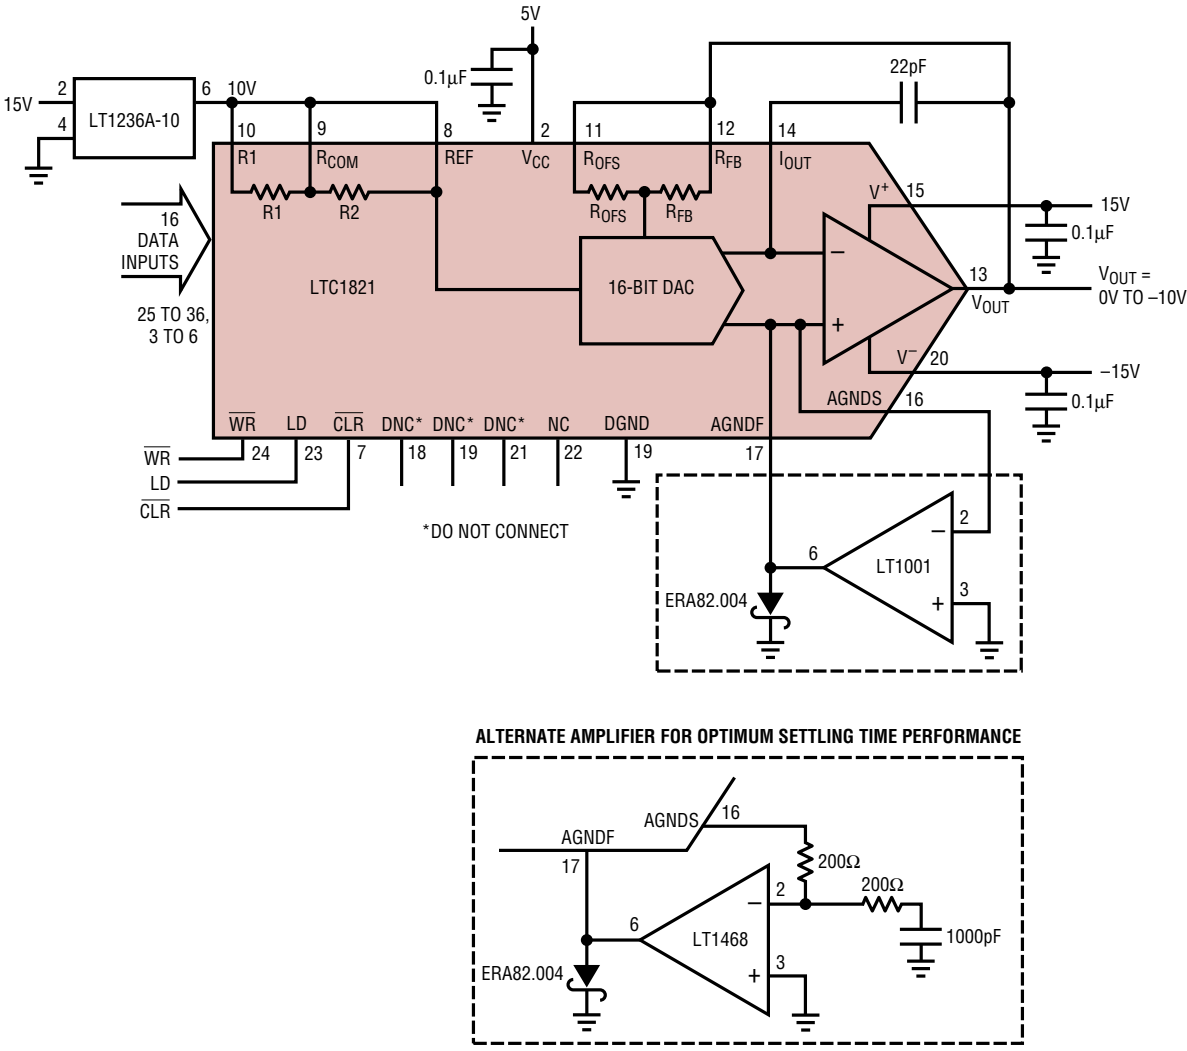 5V
0.1µF
22pF
15V
2
4
LT1236A-10
6
10V
10
9
8
2
11
12
14
R1
RCOM
REF
VCC
ROFS
RFB
IOUT
R1
R2
ROFS
RFB
V+
15
15V
0.1µF
16
DATA
INPUTS
25 TO 36,
3 TO 6
LTC1821
16-BIT DAC
–
+
13
VOUT
VOUT =
0V TO –10V
V–
20
–15V
0.1µF
AGNDS
16
WR
LD
CLR
DNC*
DNC*
DNC*
NC
DGND
AGNDF
24
23
7
18
19
21
22
19
17
WR
LD
CLR
*DO NOT CONNECT
6
LT1001
–
2
+
3
ERA82.004
ALTERNATE AMPLIFIER FOR OPTIMUM SETTLING TIME PERFORMANCE
AGNDF
17
AGNDS
16
200Ω
200Ω
1000pF
6
LT1468
–
2
+
3
ERA82.004